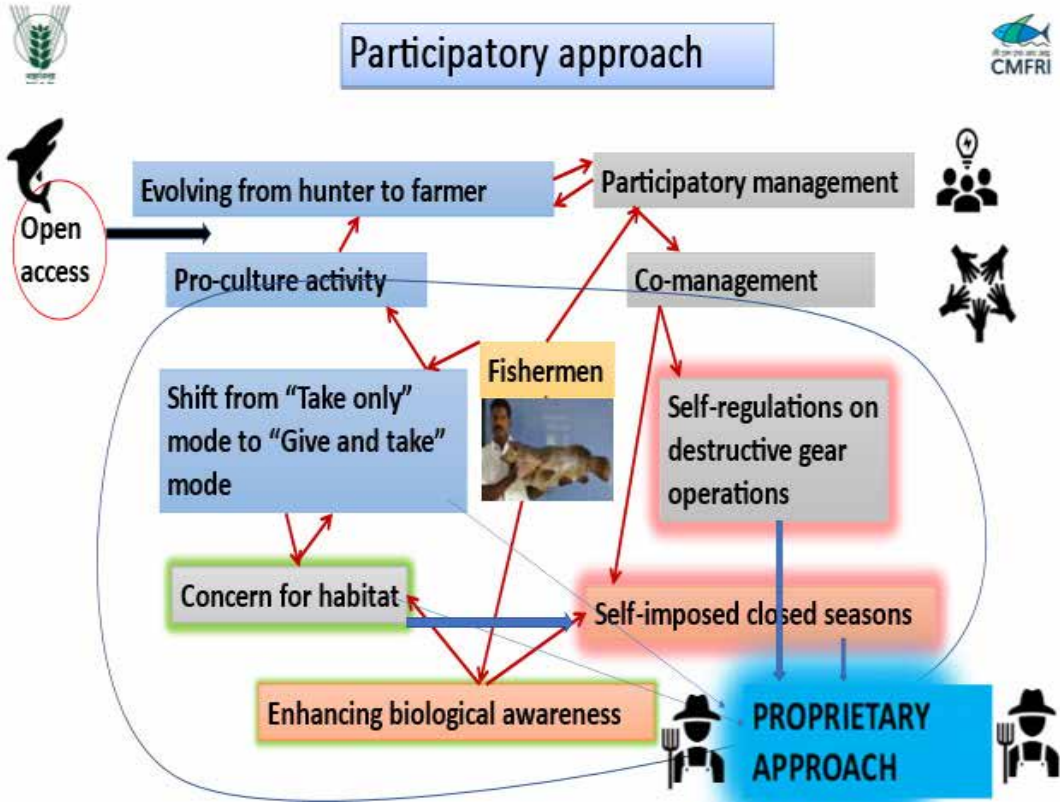 Participatory approach
CMFRI
Evolving from hunter to farmer
Participatory management
Open
access
Pro-culture activity
Co-management
Fishermen
Shift from “Take only”
mode to “Give and take”
mode
Self-regulations on
destructive gear
operations
Concern for habitat
Self-imposed closed seasons
Enhancing biological awareness
PROPRIETARY
APPROACH